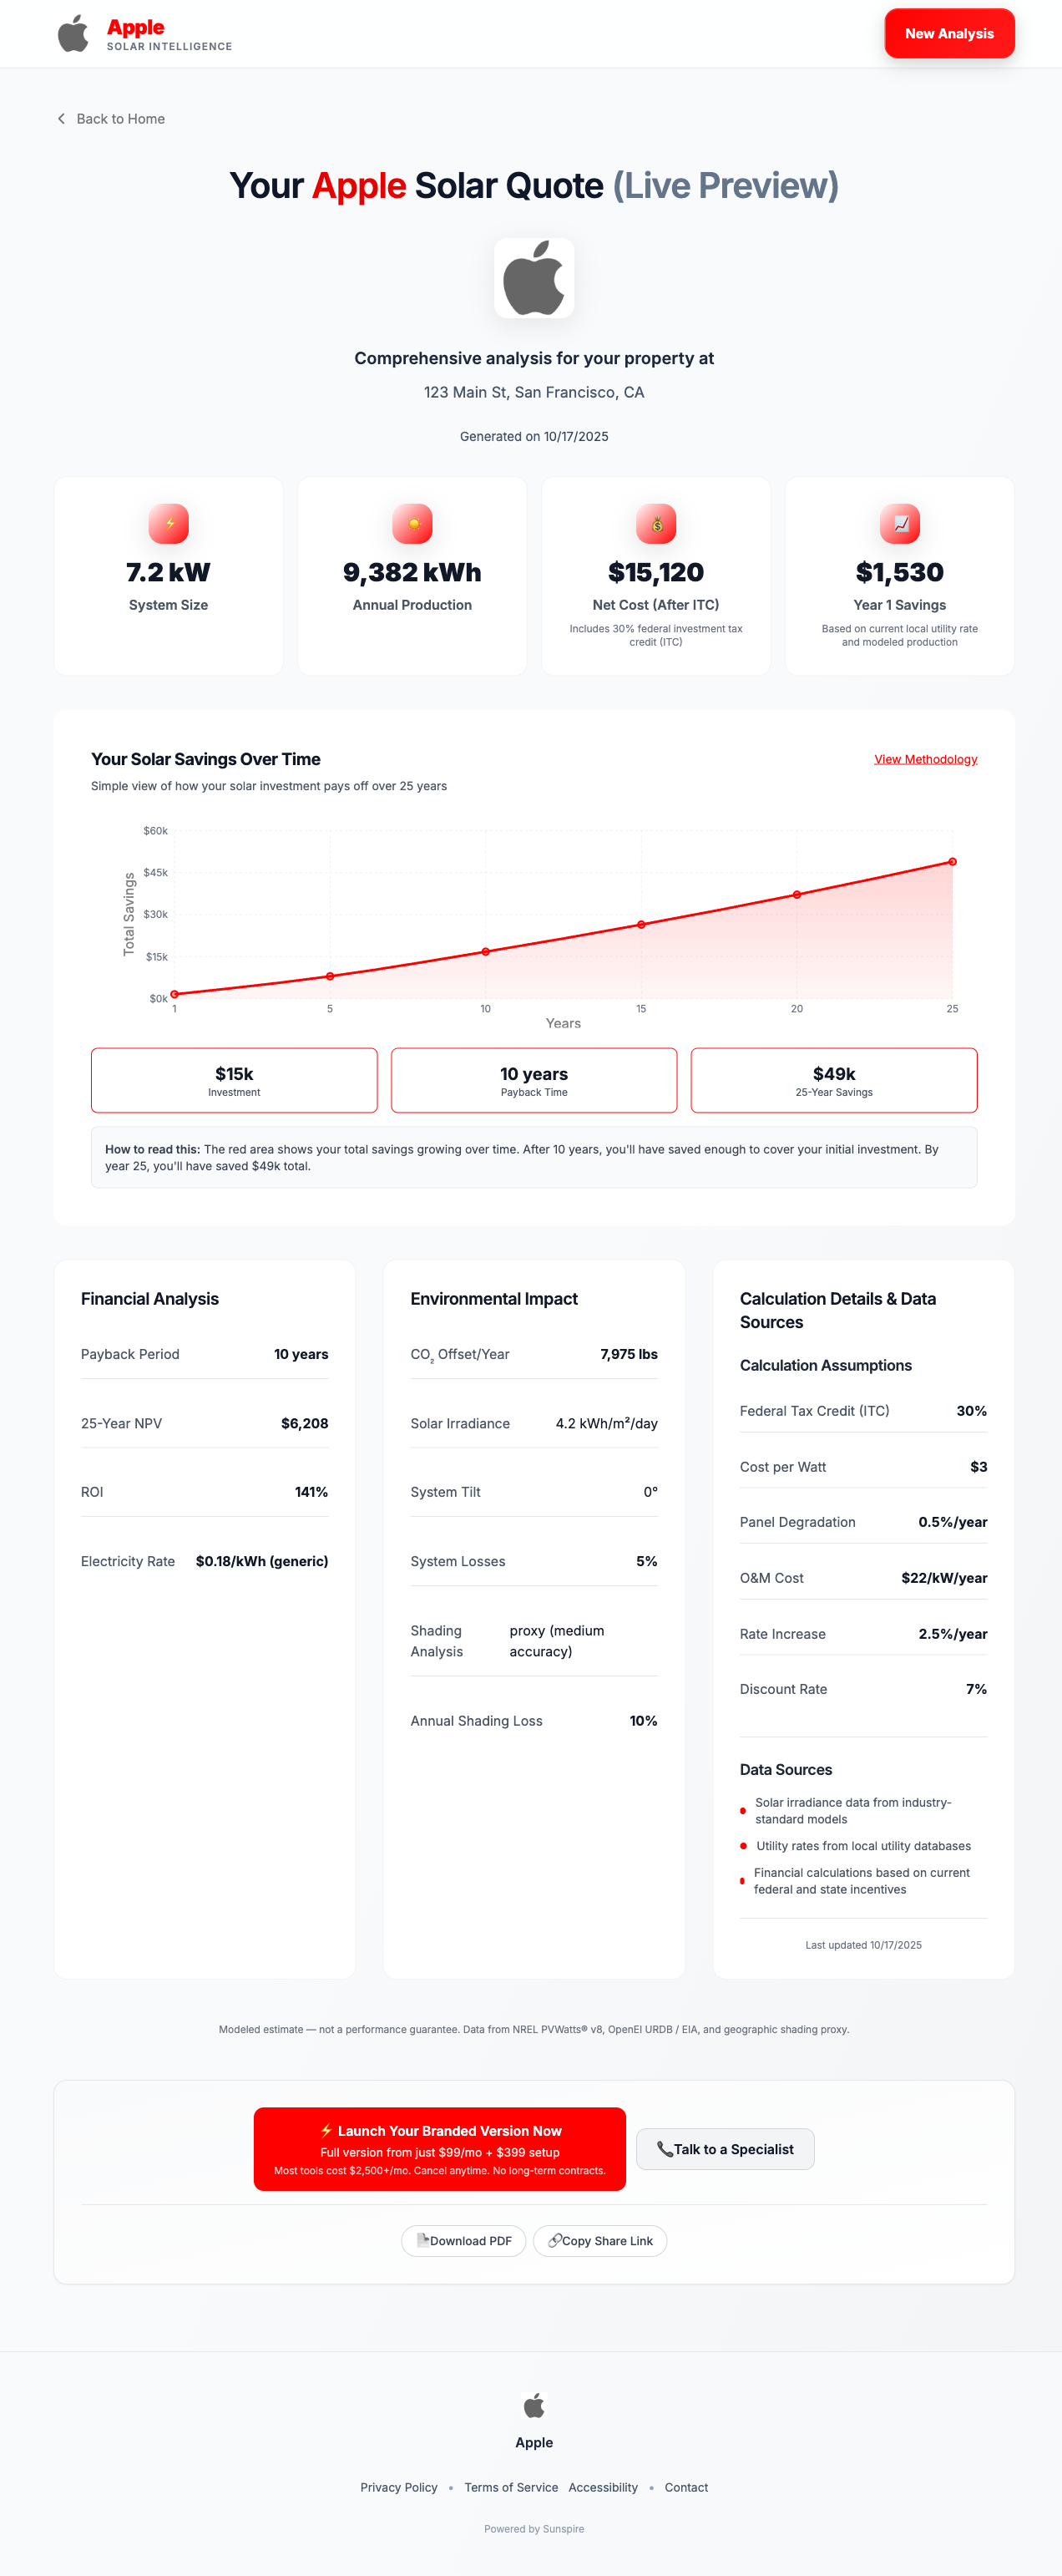 Apple
SOLAR INTELLIGENCE
New Analysis
Back to Home
Your Apple Solar Quote (Live Preview)
Comprehensive analysis for your property at
123 Main St, San Francisco, CA
Generated on 10/17/2025
7.2 kW
System Size
9,382 kWh
Annual Production
$15,120
Net Cost (After ITC)
Includes 30% federal investment tax
credit (ITC)
$1,530
Year 1 Savings
Based on current local utility rate
and modeled production
Your Solar Savings Over Time
View Methodology
Simple view of how your solar investment pays off over 25 years
Total Savings
$60k
$45k
$30k
$15k
$0k
1 5 10 15 20 25
Years
$15k
Investment
10 years
Payback Time
$49k
25-Year Savings
How to read this: The red area shows your total savings growing over time. After 10 years, you'll have saved enough to cover your initial investment. By
year 25, you'll have saved $49k total.
Financial Analysis
Payback Period 10 years
25-Year NPV $6,208
ROI 141%
Electricity Rate $0.18/kWh (generic)
Environmental Impact
CO₂ Offset/Year 7,975 lbs
Solar Irradiance 4.2 kWh/m²/day
System Tilt 0°
System Losses 5%
Shading
Analysis
proxy (medium
accuracy)
Annual Shading Loss 10%
Calculation Details & Data
Sources
Calculation Assumptions
Federal Tax Credit (ITC) 30%
Cost per Watt $3
Panel Degradation 0.5%/year
O&M Cost $22/kW/year
Rate Increase 2.5%/year
Discount Rate 7%
Data Sources
Solar irradiance data from industry-
standard models
Utility rates from local utility databases
Financial calculations based on current
federal and state incentives
Last updated 10/17/2025
Modeled estimate — not a performance guarantee. Data from NREL PVWatts® v8, OpenEI URDB / EIA, and geographic shading proxy.
⚡ Launch Your Branded Version Now
Full version from just $99/mo + $399 setup
Most tools cost $2,500+/mo. Cancel anytime. No long-term contracts.
📞Talk to a Specialist
📄Download PDF
🔗Copy Share Link
Apple
Privacy Policy • Terms of Service Accessibility • Contact
Powered by Sunspire